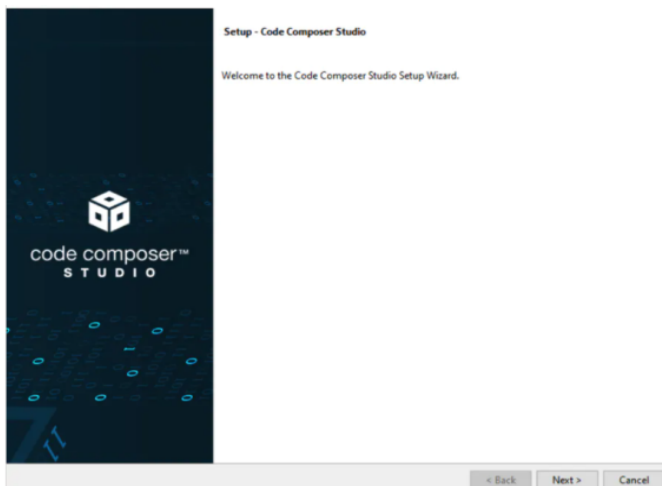 Setup - Code Composer Studio
Welcome to the Code Composer Studio Setup Wizard.
code composer™
STUDIO
< Back
Next >
Cancel